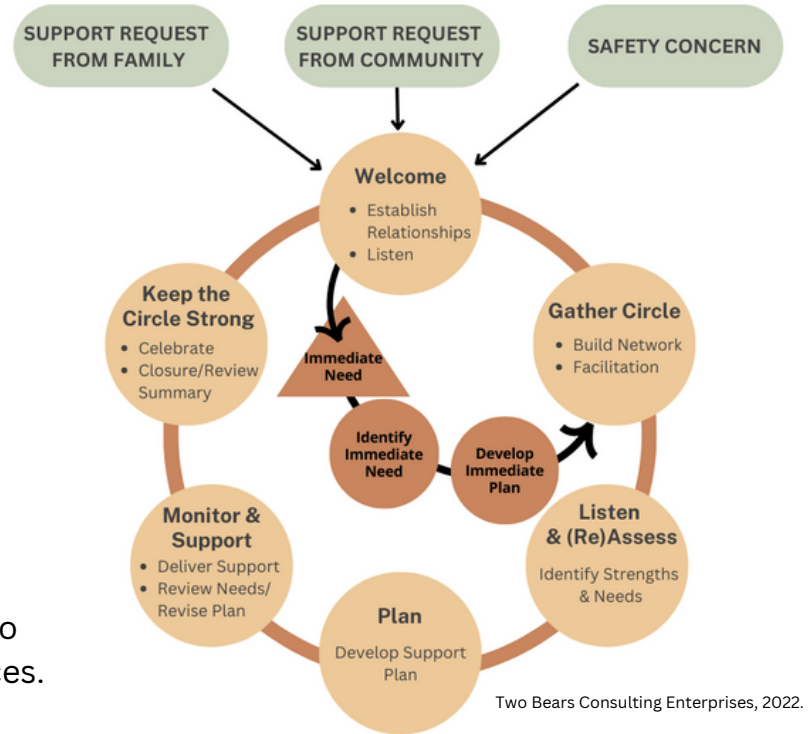 SUPPORT REQUEST
FROM FAMILY
SUPPORT REQUEST
FROM COMMUNITY
SAFETY CONCERN
Welcome
• Establish
Relationships
• Listen
Keep the
Circle Strong
• Celebrate
• Closure/Review
Summary
Gather Circle
• Build Network
• Facilitation
Immediate
Need
Identify
Immediate
Need
Develop
Immediate
Plan
Listen
& (Re)Assess
Identify Strengths
& Needs
Monitor &
Support
• Deliver Support
• Review Needs/
Revise Plan
Plan
Develop Support
Plan
Two Bears Consulting Enterprises, 2022.